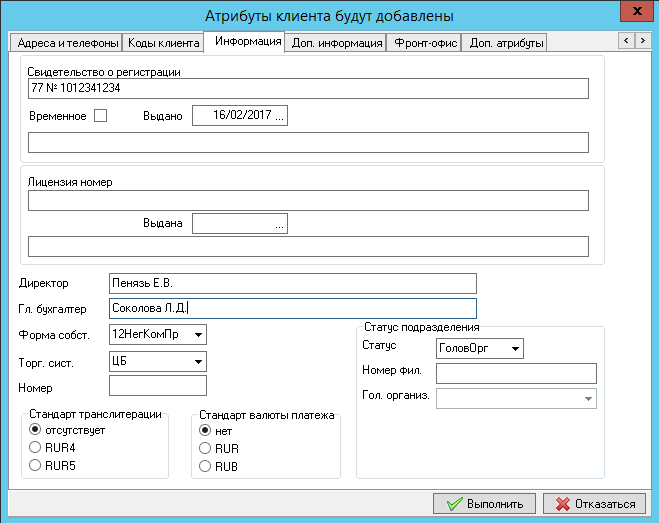 Атрибуты клиента будут добавлены
x
Адреса и телефоны Коды клиента Информация Доп. информация Фронт-офис Доп. атрибуты < >
Свидетельство о регистрации
77 № 1012341234
Временное Выдано 16/02/2017 ...
Лицензия номер
Выдана ...
Директор Пенязь Е.В.
Гл. бухгалтер Соколова Л.Д.
Форма собст. 12НегКомПр
Торг. сист. ЦБ
Номер
Статус подразделения
Статус ГоловОрг
Номер фил.
Гол. организ.
Стандарт транслитерации
отсутствует
RUR4
RUR5
Стандарт валюты платежа
нет
RUR
RUB
Выполнить Отказаться